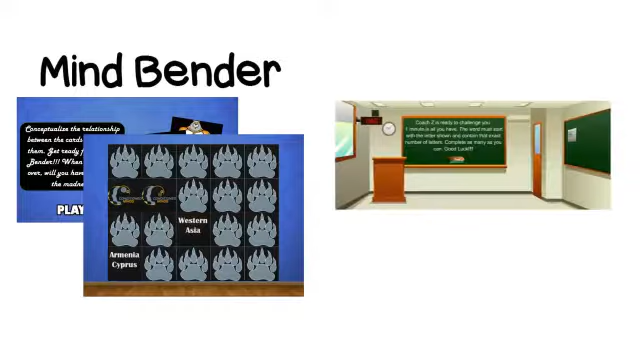 Mind Bender
Conceptualize the relationship
between the cards
them. Get ready
Bender!!! When
over, will you have
the madne
PLAY
Western
Asia
Armenia
Cyprus
Coach Z is ready to challenge you.
1 minute is all you have. The word must start
with the letter shown and contain that exact
number of letters. Complete as many as you
can. Good Luck!!!